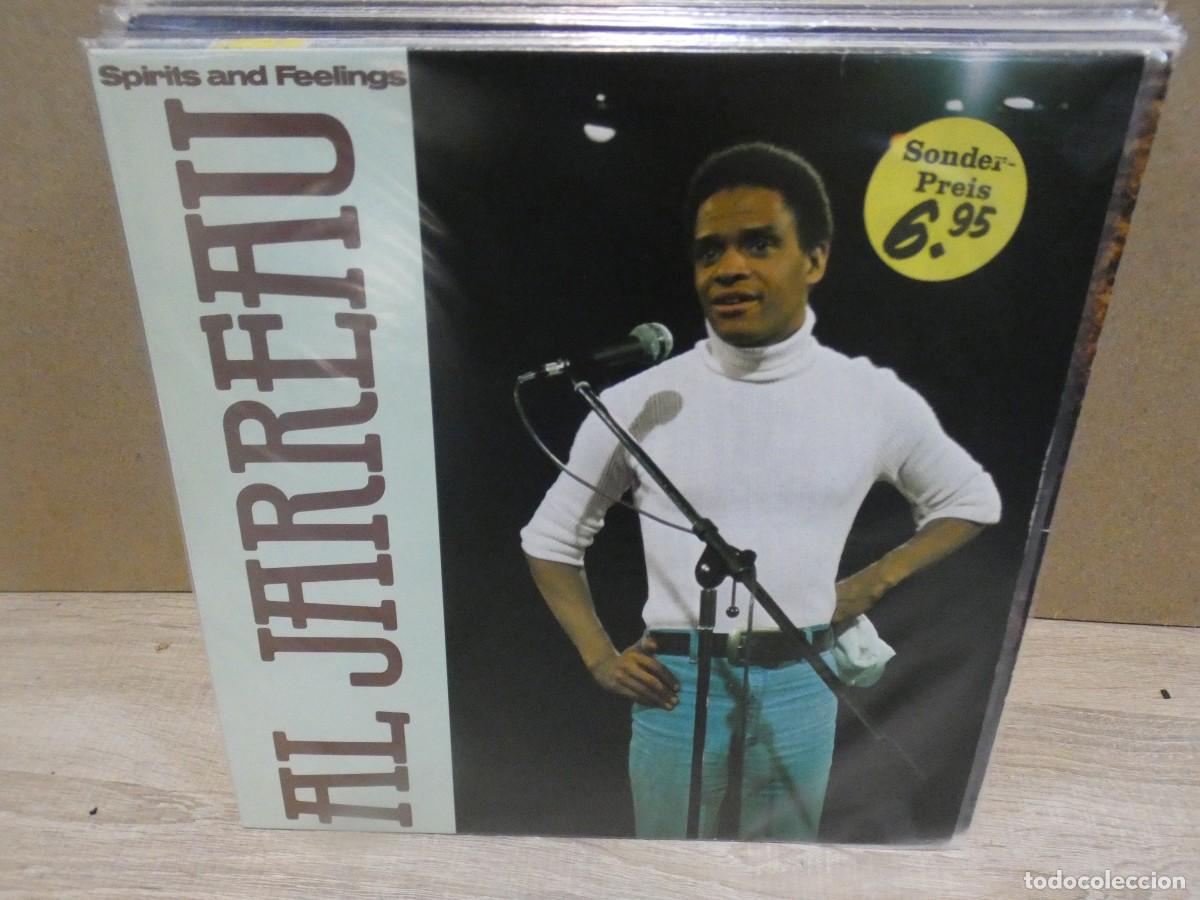 Spirits and Feelings
AL JARREAU
Sonder-
Preis
6.95
todocoleccion